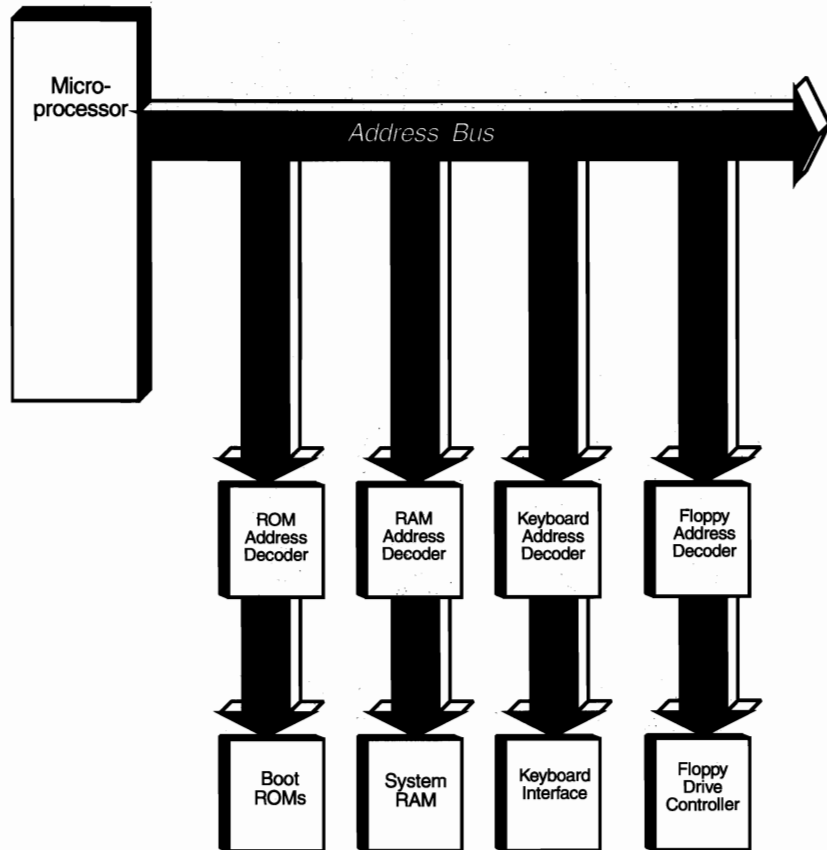 Micro-
processor
Address Bus
ROM
Address
Decoder
RAM
Address
Decoder
Keyboard
Address
Decoder
Floppy
Address
Decoder
Boot
ROMs
System
RAM
Keyboard
Interface
Floppy
Drive
Controller